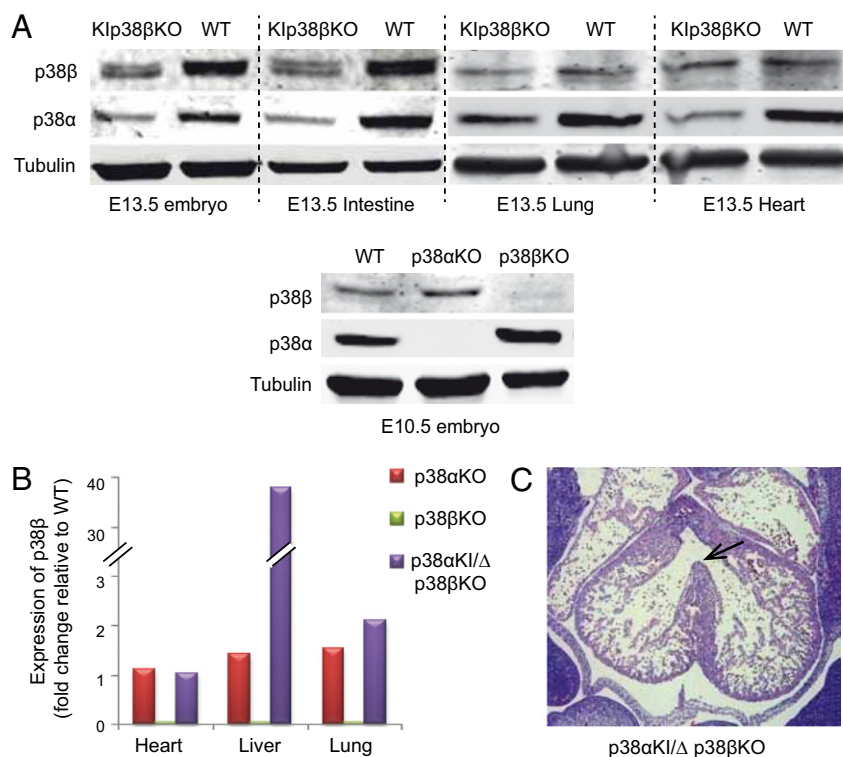 A
KIp38βKO WT KIp38βKO WT KIp38βKO WT KIp38βKO WT
p38β
p38α
Tubulin
E13.5 embryo E13.5 Intestine E13.5 Lung E13.5 Heart
WT p38αKO p38βKO
p38β
p38α
Tubulin
E10.5 embryo
B
Expression of p38β
(fold change relative to WT)
40
30
3
2
1
0
Heart Liver Lung
p38αKO
p38βKO
p38αKI/Δ
p38βKO
C
p38αKI/Δ p38βKO